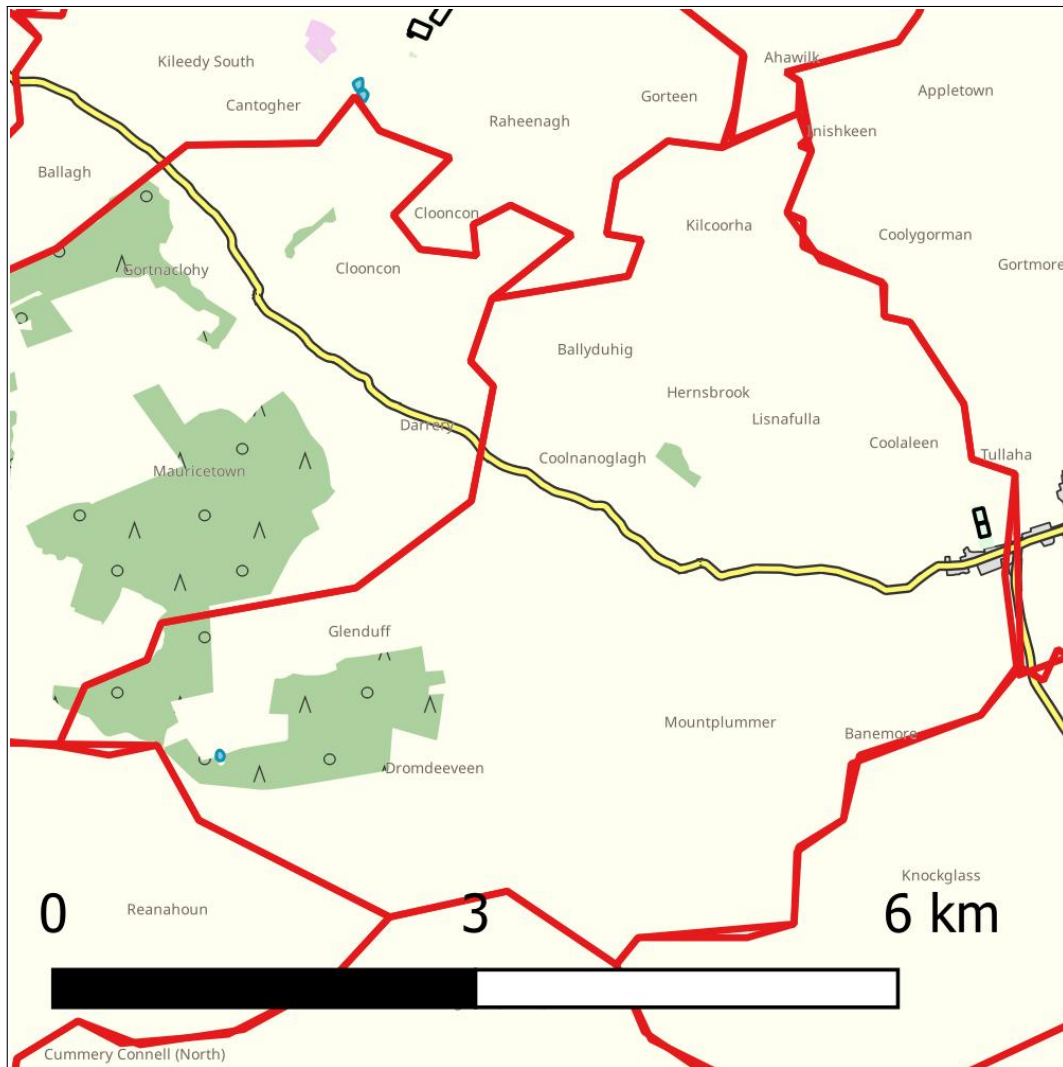 Kileedy South
Ahawilk
Cantogher
Gorteen
Appletown
Raheenagh
Inishkeen
Ballagh
Clooncon
Kilcoorha
Coolygorman
Gortnaclohy
Clooncon
Gortmore
Ballyduhig
Hernsbrook
Lisnafulla
Darrery
Coolaleen
Mauricetown
Coolnanoglagh
Tullaha
Glenduff
Mountplummer
Banemore
Dromdeeveen
Knockglass
Reanahoun
0 3 6 km
Cummery Connell (North)